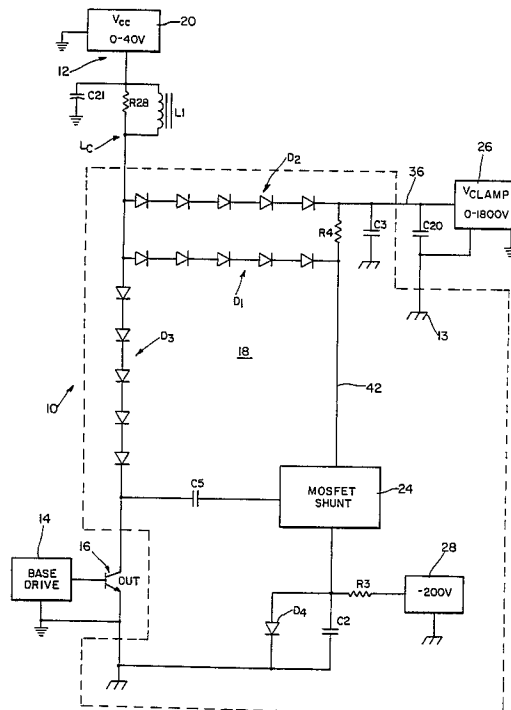 Vcc
0-40V
20
12
C21
R28
L1
LC
26
36
D2
VCLAMP
0-1800V
R4
C3
C20
D1
13
D3
18
10
42
C5
MOSFET
SHUNT
24
14
16
BASE
DRIVE
OUT
28
R3
-200V
D4
C2